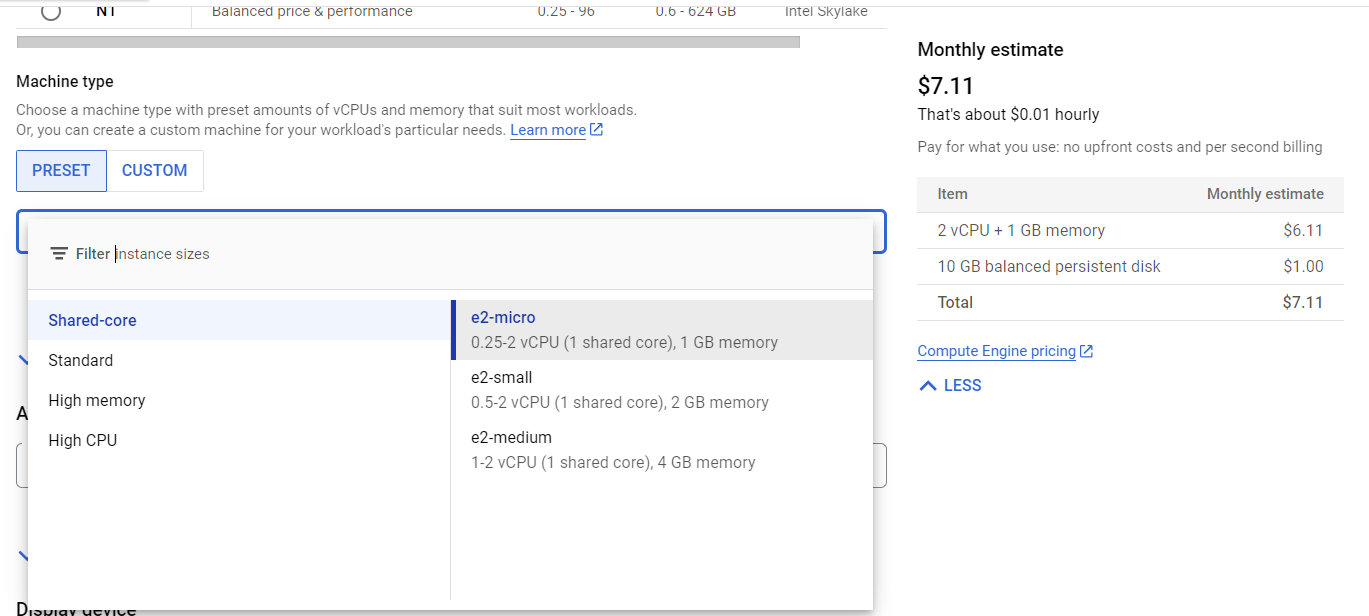 N1 Balanced price & performance 0.25 - 96 0.6 - 624 GB Intel Skylake
Machine type
Choose a machine type with preset amounts of vCPUs and memory that suit most workloads.
Or, you can create a custom machine for your workload's particular needs. Learn more
PRESET CUSTOM
Filter instance sizes
Shared-core
Standard
High memory
High CPU
e2-micro
0.25-2 vCPU (1 shared core), 1 GB memory
e2-small
0.5-2 vCPU (1 shared core), 2 GB memory
e2-medium
1-2 vCPU (1 shared core), 4 GB memory
A
Display device
Monthly estimate
$7.11
That's about $0.01 hourly
Pay for what you use: no upfront costs and per second billing
Item Monthly estimate
2 vCPU + 1 GB memory $6.11
10 GB balanced persistent disk $1.00
Total $7.11
Compute Engine pricing
LESS